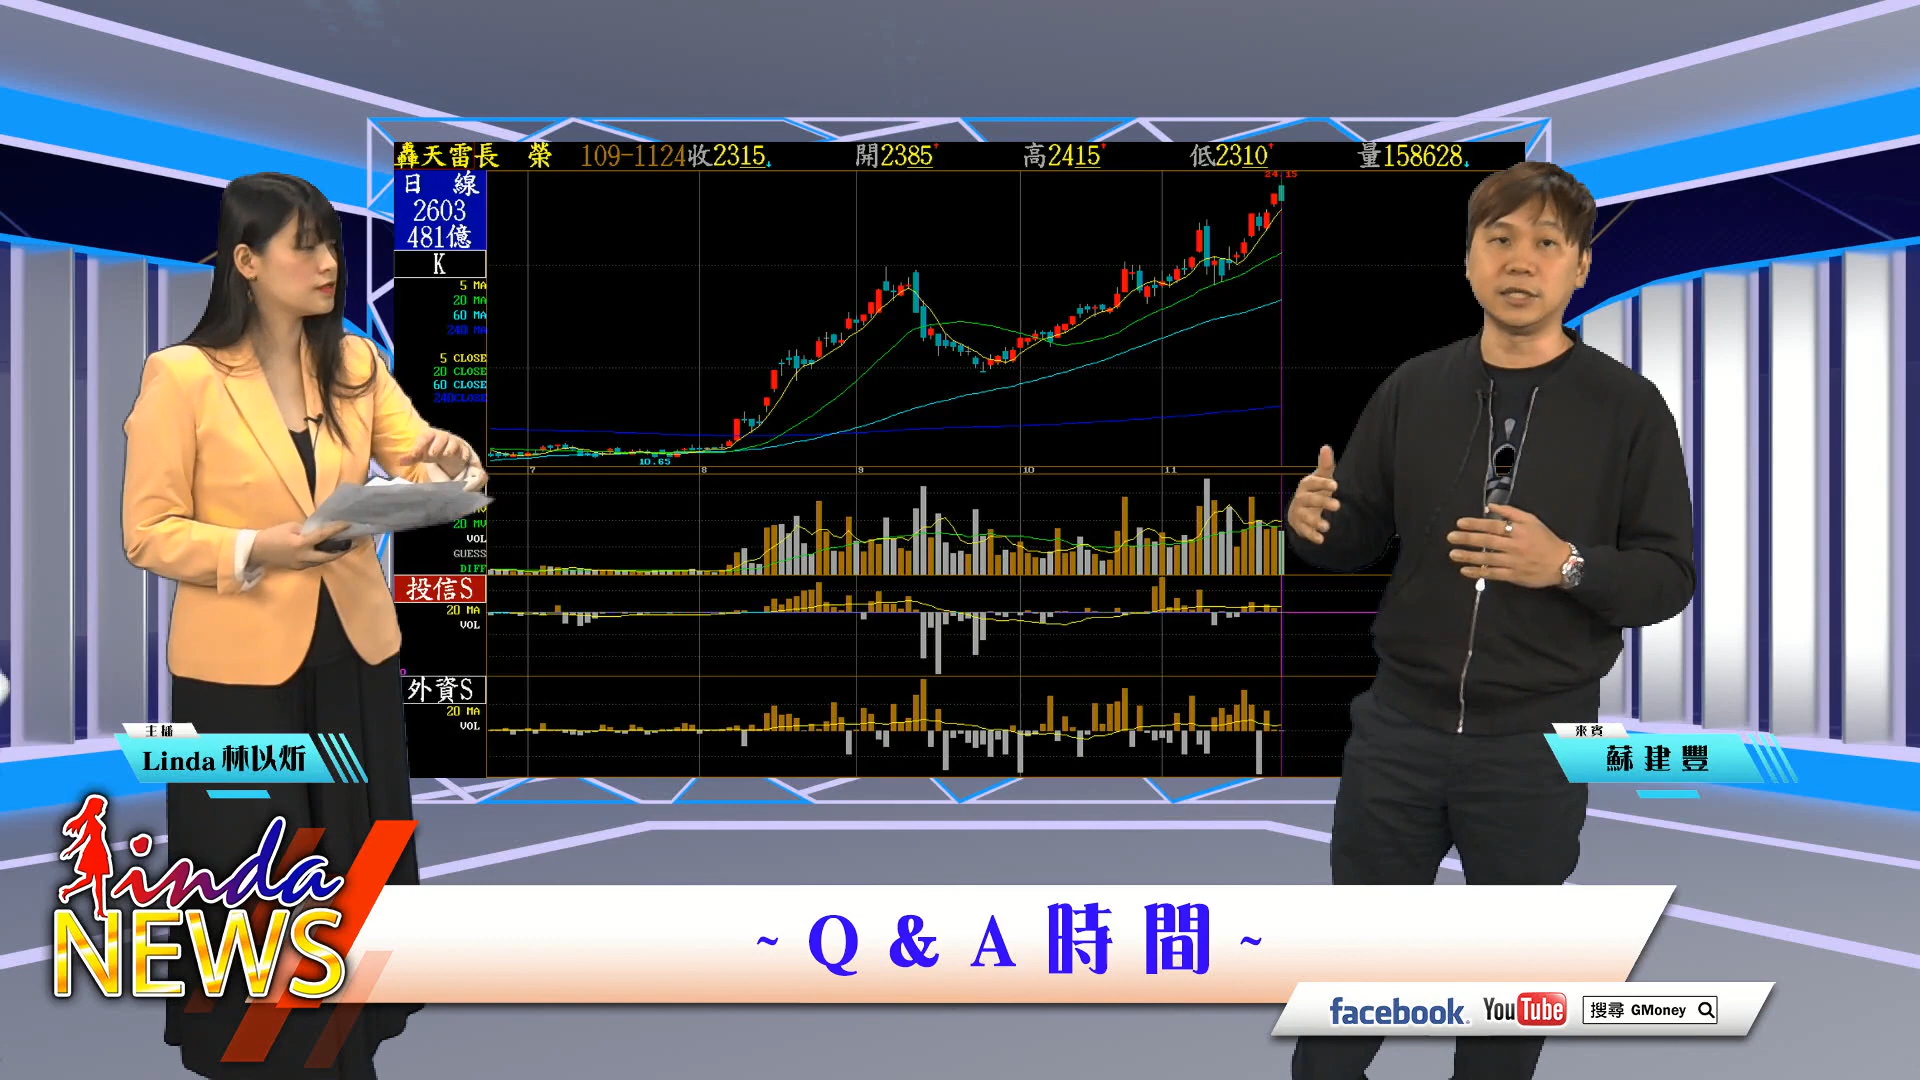 轟天雷長 榮 109-1124收2315 開2385 高2415 低2310 量158628
日 線
2603
481億
K
5 MA
20 MA
60 MA
240 MA
5 CLOSE
20 CLOSE
60 CLOSE
240CLOSE
24.15
10.65
7 8 9 10 11
20 MV
VOL
GUESS
DIFF
投信S
20 MA
VOL
0
外資S
20 MA
VOL
主播
Linda 林以炘
來賓
蘇建豐
Linda
NEWS
~Q&A時間~
facebook
YouTube
搜尋 GMoney